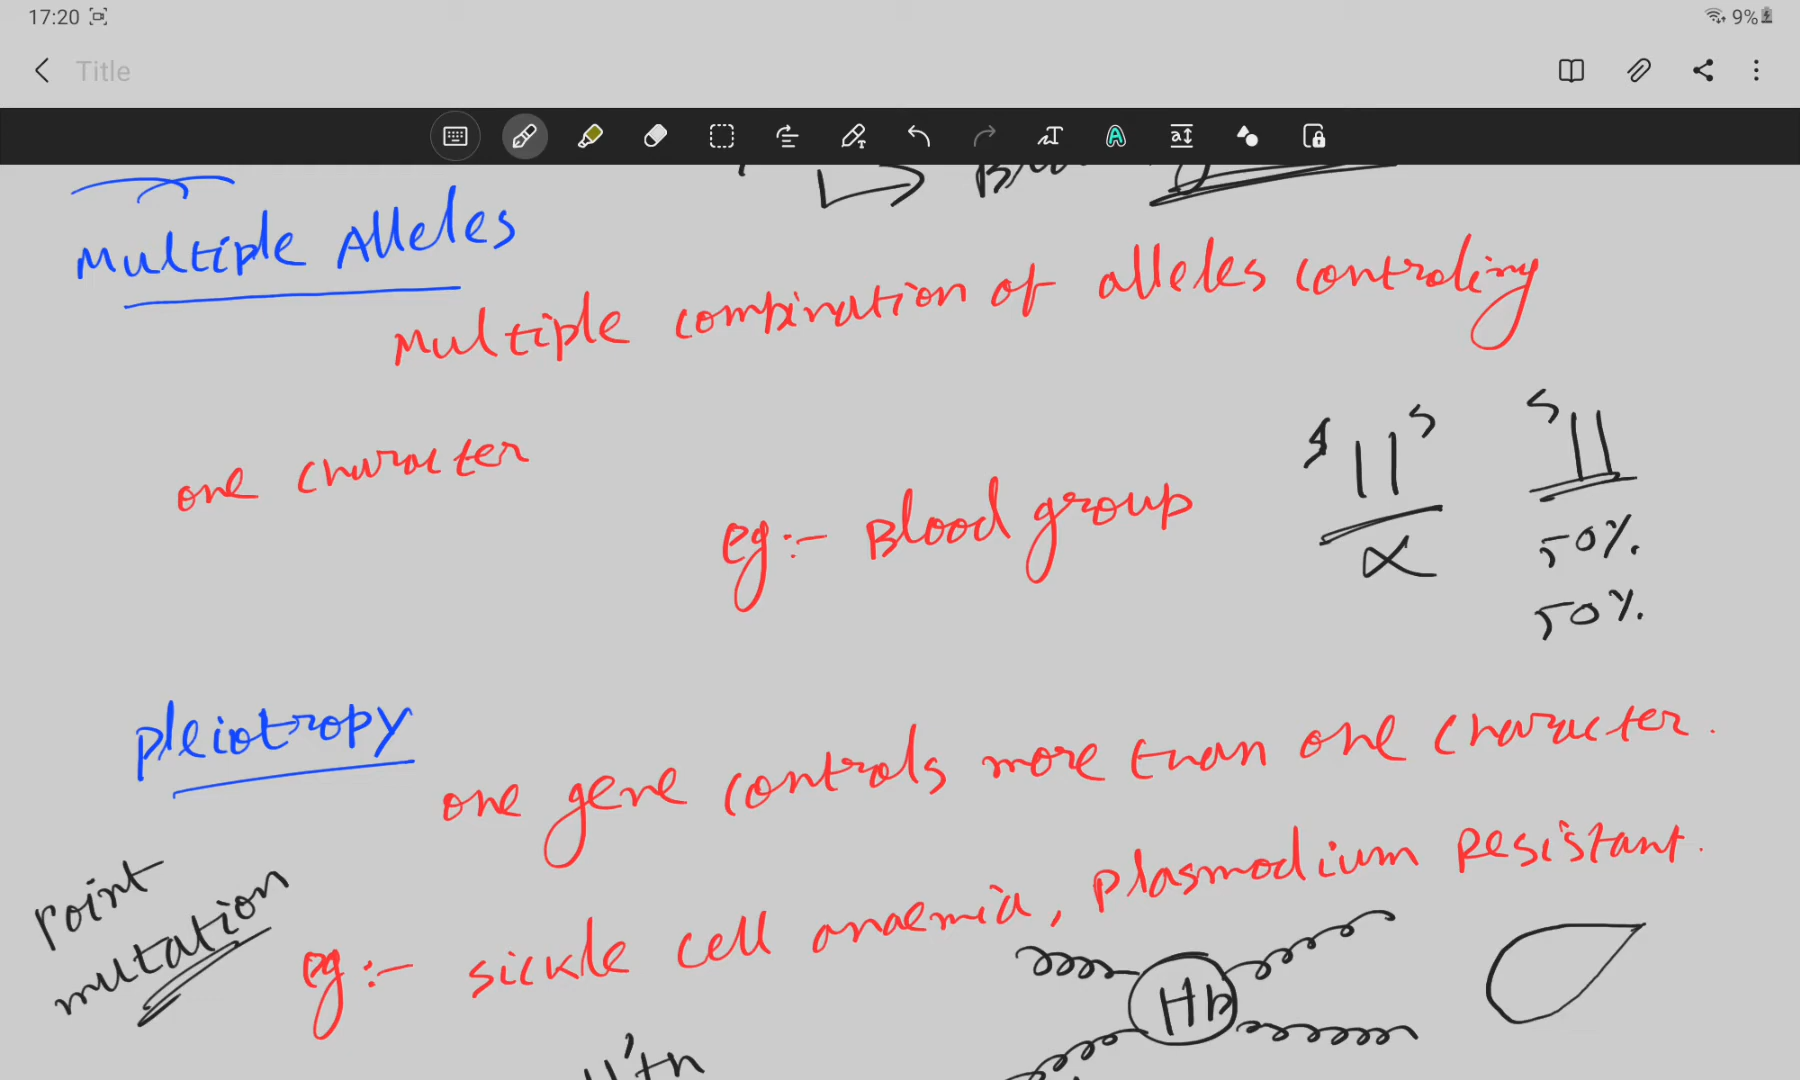 17:20
9%
Title
Multiple Alleles
Multiple combination of alleles controling
one character
eg:- Blood group
S S
S
50%.
50%.
Pleiotropy
one gene controls more than one character.
Point
mutation
eg:- sickle cell anaemia, Plasmodium Resistant.
Hb